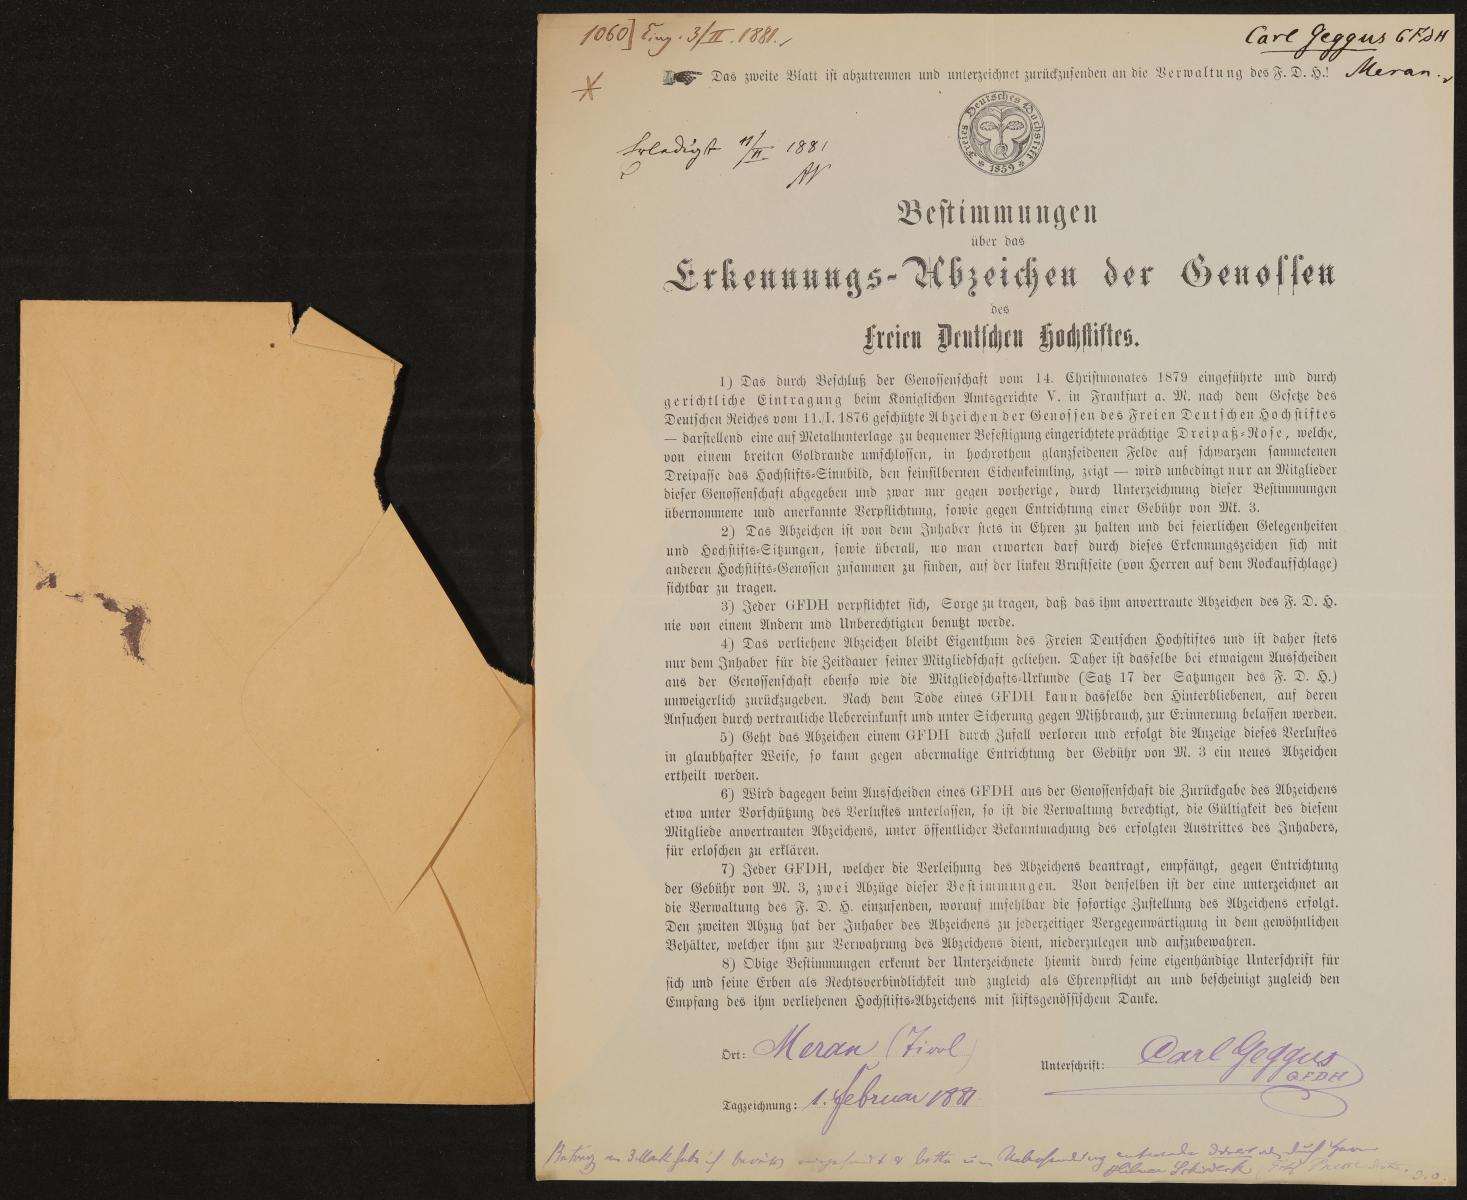 1060] Eing. 3/II. 1881.
Carl Geggus GFDH
Meran.
Das zweite Blatt ist abzutrennen und unterzeichnet zurückzusenden an die Verwaltung des F. D. H.!
Freies Deutsches Hochstift
* 1859 *
Erledigt 11/II 1881
Bestimmungen
über das
Erkennungs-Abzeichen der Genossen
des
Freien Deutschen Hochstiftes.
1) Das durch Beschluß der Genossenschaft vom 14. Christmonates 1879 eingeführte und durch
gerichtliche Eintragung beim Königlichen Amtsgerichte V. in Frankfurt a. M. nach dem Gesetze des
Deutschen Reiches vom 11./I. 1876 geschützte Abzeichen der Genossen des Freien Deutschen Hochstiftes
— darstellend eine auf Metallunterlage zu bequemer Befestigung eingerichtete prächtige Dreipaß-Rose, welche,
von einem breiten Goldrande umschlossen, in hochrothem glanzseidenen Felde auf schwarzem sammetenen
Dreipasse das Hochstifts-Sinnbild, den feinsilbernen Eichenkeimling, zeigt — wird unbedingt nur an Mitglieder
dieser Genossenschaft abgegeben und zwar nur gegen vorherige, durch Unterzeichnung dieser Bestimmungen
übernommene und anerkannte Verpflichtung, sowie gegen Entrichtung einer Gebühr von Mk. 3.
2) Das Abzeichen ist von dem Inhaber stets in Ehren zu halten und bei feierlichen Gelegenheiten
und Hochstifts-Sitzungen, sowie überall, wo man erwarten darf durch dieses Erkennungszeichen sich mit
anderen Hochstifts-Genossen zusammen zu finden, auf der linken Brustseite (von Herren auf dem Rockaufschlage)
sichtbar zu tragen.
3) Jeder GFDH verpflichtet sich, Sorge zu tragen, daß das ihm anvertraute Abzeichen des F. D. H.
nie von einem Andern und Unberechtigten benutzt werde.
4) Das verliehene Abzeichen bleibt Eigenthum des Freien Deutschen Hochstiftes und ist daher stets
nur dem Inhaber für die Zeitdauer seiner Mitgliedschaft geliehen. Daher ist dasselbe bei etwaigem Ausscheiden
aus der Genossenschaft ebenso wie die Mitgliedschafts-Urkunde (Satz 17 der Satzungen des F. D. H.)
unweigerlich zurückzugeben. Nach dem Tode eines GFDH kann dasselbe den Hinterbliebenen, auf deren
Ansuchen durch vertrauliche Uebereinkunft und unter Sicherung gegen Mißbrauch, zur Erinnerung belassen werden.
5) Geht das Abzeichen einem GFDH durch Zufall verloren und erfolgt die Anzeige dieses Verlustes
in glaubhafter Weise, so kann gegen abermalige Entrichtung der Gebühr von M. 3 ein neues Abzeichen
ertheilt werden.
6) Wird dagegen beim Ausscheiden eines GFDH aus der Genossenschaft die Zurückgabe des Abzeichens
etwa unter Vorschützung des Verlustes unterlassen, so ist die Verwaltung berechtigt, die Gültigkeit des diesem
Mitgliede anvertrauten Abzeichens, unter öffentlicher Bekanntmachung des erfolgten Austrittes des Inhabers,
für erloschen zu erklären.
7) Jeder GFDH, welcher die Verleihung des Abzeichens beantragt, empfängt, gegen Entrichtung
der Gebühr von M. 3, zwei Abzüge dieser Bestimmungen. Von denselben ist der eine unterzeichnet an
die Verwaltung des F. D. H. einzusenden, worauf unfehlbar die sofortige Zustellung des Abzeichens erfolgt.
Den zweiten Abzug hat der Inhaber des Abzeichens zu jederzeitiger Vergegenwärtigung in dem gewöhnlichen
Behälter, welcher ihm zur Verwahrung des Abzeichens dient, niederzulegen und aufzubewahren.
8) Obige Bestimmungen erkennt der Unterzeichnete hiemit durch seine eigenhändige Unterschrift für
sich und seine Erben als Rechtsverbindlichkeit und zugleich als Ehrenpflicht an und bescheinigt zugleich den
Empfang des ihm verliehenen Hochstifts-Abzeichens mit stiftsgenössischem Danke.
Ort: Meran (Tirol)
Unterschrift: Carl Geggus
GFDH
Tagzeichnung: 1. Februar 1881
3 Mark habe ich bereits eingesandt & bitte um Uebersendung entweder direct od. durch Herrn